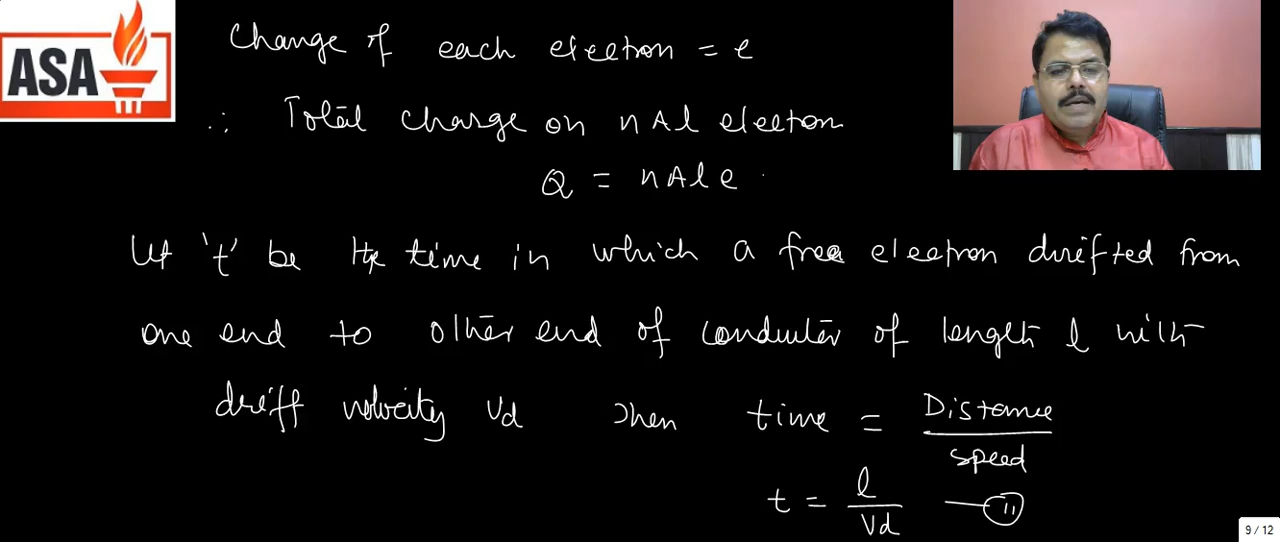 ASA
Change of each electron = e
∴ Total charge on nAl electon
Q = nAle
Let 't' be the time in which a free electron drifted from
one end to other end of conductor of length l with
drift velocity Vd then time = Distance / speed
t = l / Vd — (11)
9 / 12